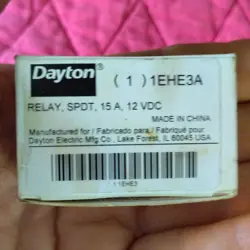 Dayton® (1) 1EHE3A
RELAY, SPDT, 15 A, 12 VDC
MADE IN CHINA
Manufactured for / Fabricado para / Fabriqué pour
Dayton Electric Mfg. Co., Lake Forest, IL 60045 USA